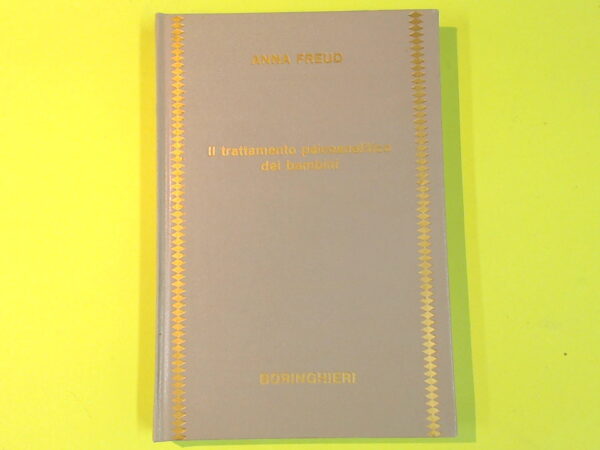 ANNA FREUD
Il trattamento psicoanalitico
dei bambini
BORINGHIERI